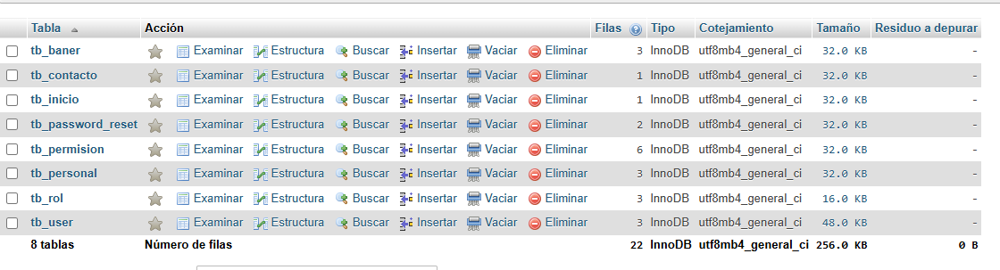 Tabla Acción Filas Tipo Cotejamiento Tamaño Residuo a depurar
tb_baner Examinar Estructura Buscar Insertar Vaciar Eliminar 3 InnoDB utf8mb4_general_ci 32.0 KB -
tb_contacto Examinar Estructura Buscar Insertar Vaciar Eliminar 1 InnoDB utf8mb4_general_ci 32.0 KB -
tb_inicio Examinar Estructura Buscar Insertar Vaciar Eliminar 1 InnoDB utf8mb4_general_ci 32.0 KB -
tb_password_reset Examinar Estructura Buscar Insertar Vaciar Eliminar 2 InnoDB utf8mb4_general_ci 32.0 KB -
tb_permision Examinar Estructura Buscar Insertar Vaciar Eliminar 6 InnoDB utf8mb4_general_ci 32.0 KB -
tb_personal Examinar Estructura Buscar Insertar Vaciar Eliminar 3 InnoDB utf8mb4_general_ci 32.0 KB -
tb_rol Examinar Estructura Buscar Insertar Vaciar Eliminar 3 InnoDB utf8mb4_general_ci 16.0 KB -
tb_user Examinar Estructura Buscar Insertar Vaciar Eliminar 3 InnoDB utf8mb4_general_ci 48.0 KB -
8 tablas Número de filas 22 InnoDB utf8mb4_general_ci 256.0 KB 0 B